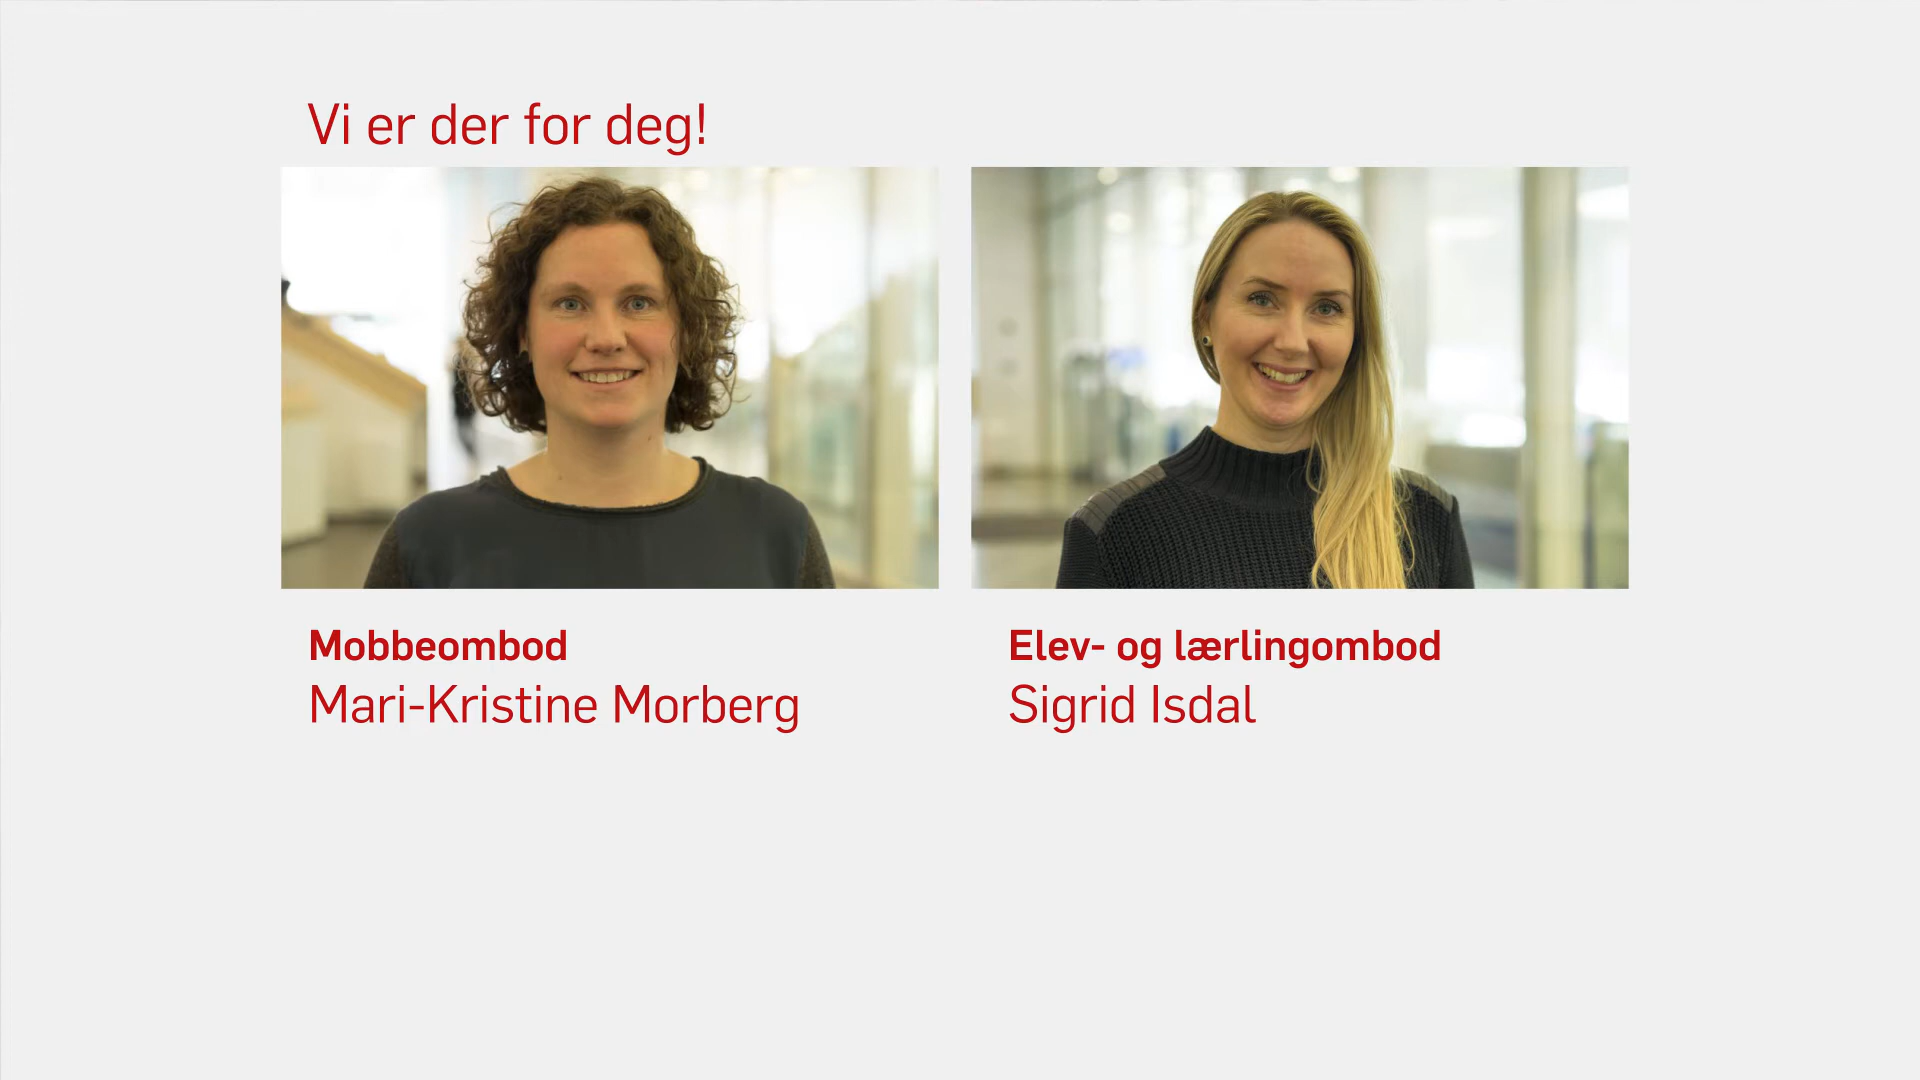 Vi er der for deg!
Mobbeombod
Mari-Kristine Morberg
Elev- og lærlingombod
Sigrid Isdal